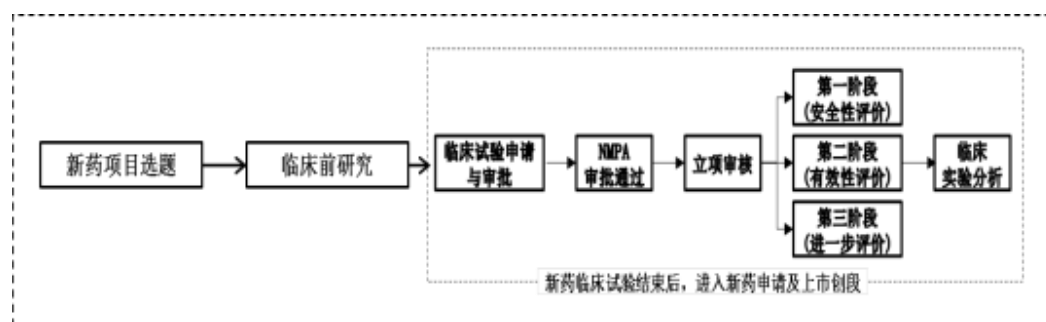 新药项目选题
临床前研究
临床试验申请
与审批
NMPA
审批通过
立项审核
第一阶段
(安全性评价)
第二阶段
(有效性评价)
第三阶段
(进一步评价)
临床
实验分析
新药临床试验结束后，进入新药申请及上市创段